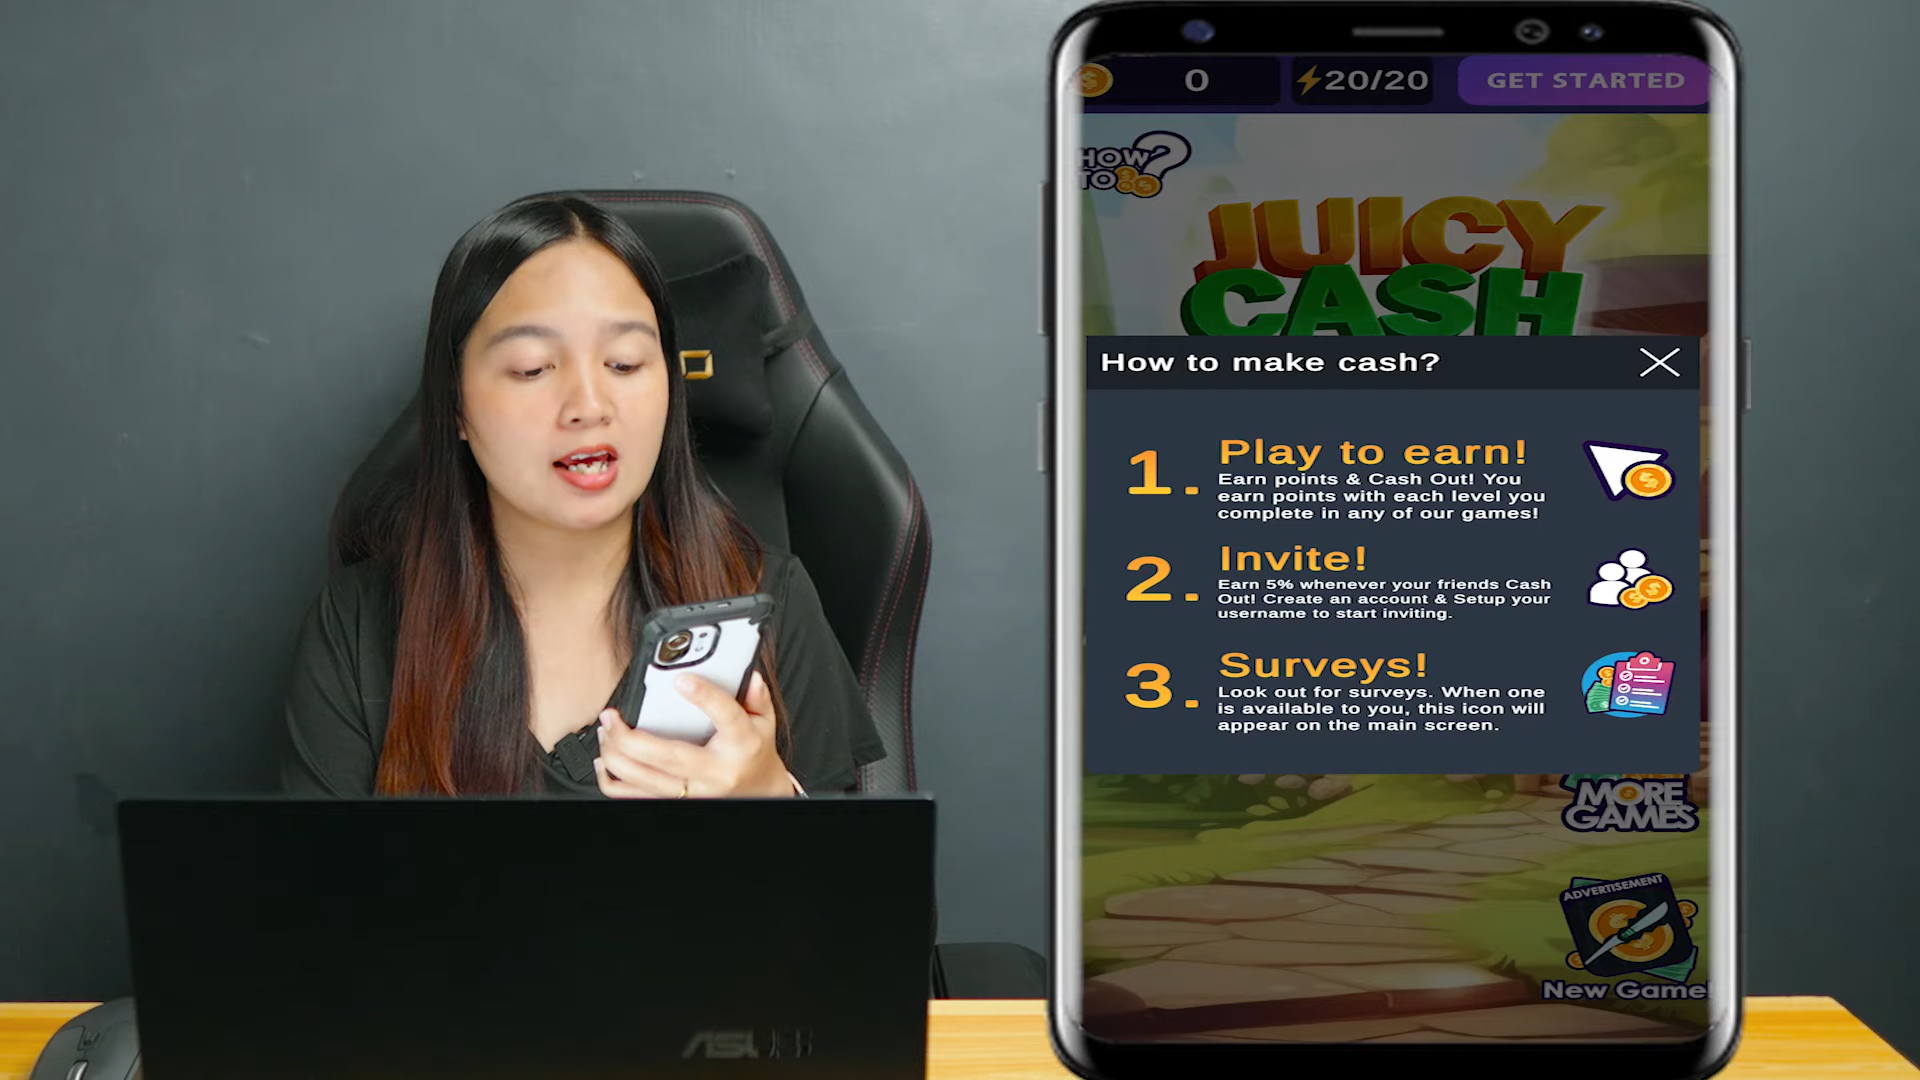 0
20/20
GET STARTED
HOW
TO
JUICY
CASH
How to make cash?
1.
Play to earn!
Earn points & Cash Out! You
earn points with each level you
complete in any of our games!
2.
Invite!
Earn 5% whenever your friends Cash
Out! Create an account & Setup your
username to start inviting.
3.
Surveys!
Look out for surveys. When one
is available to you, this icon will
appear on the main screen.
MORE
GAMES
ADVERTISEMENT
New Game!
ASUS